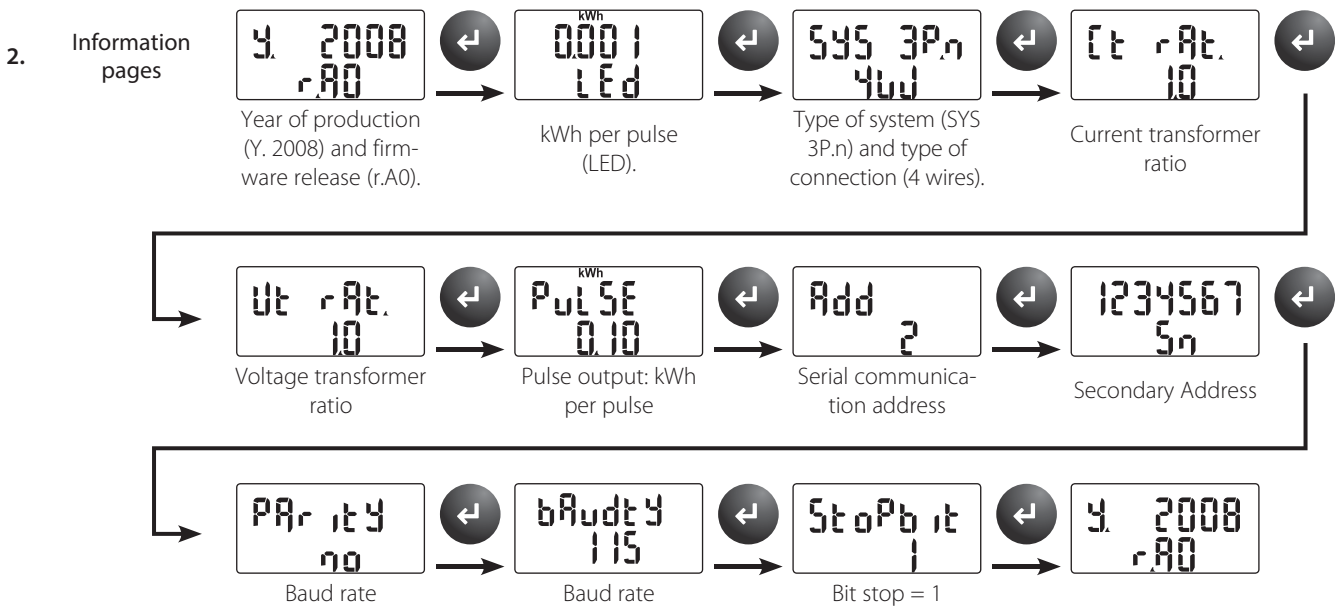 2.
Information
pages
y. 2008
r.A0
kWh
0.001
LEd
SYS 3P.n
4w
Ct rAt.
1.0
Year of production
(Y. 2008) and firm-
ware release (r.A0).
kWh per pulse
(LED).
Type of system (SYS
3P.n) and type of
connection (4 wires).
Current transformer
ratio
Ut rAt.
1.0
kWh
PuLSE
0.10
Add
2
1234567
Sn
Voltage transformer
ratio
Pulse output: kWh
per pulse
Serial communica-
tion address
Secondary Address
PAritY
no
bAudtY
115
StoPbit
1
y. 2008
r.A0
Baud rate
Baud rate
Bit stop = 1